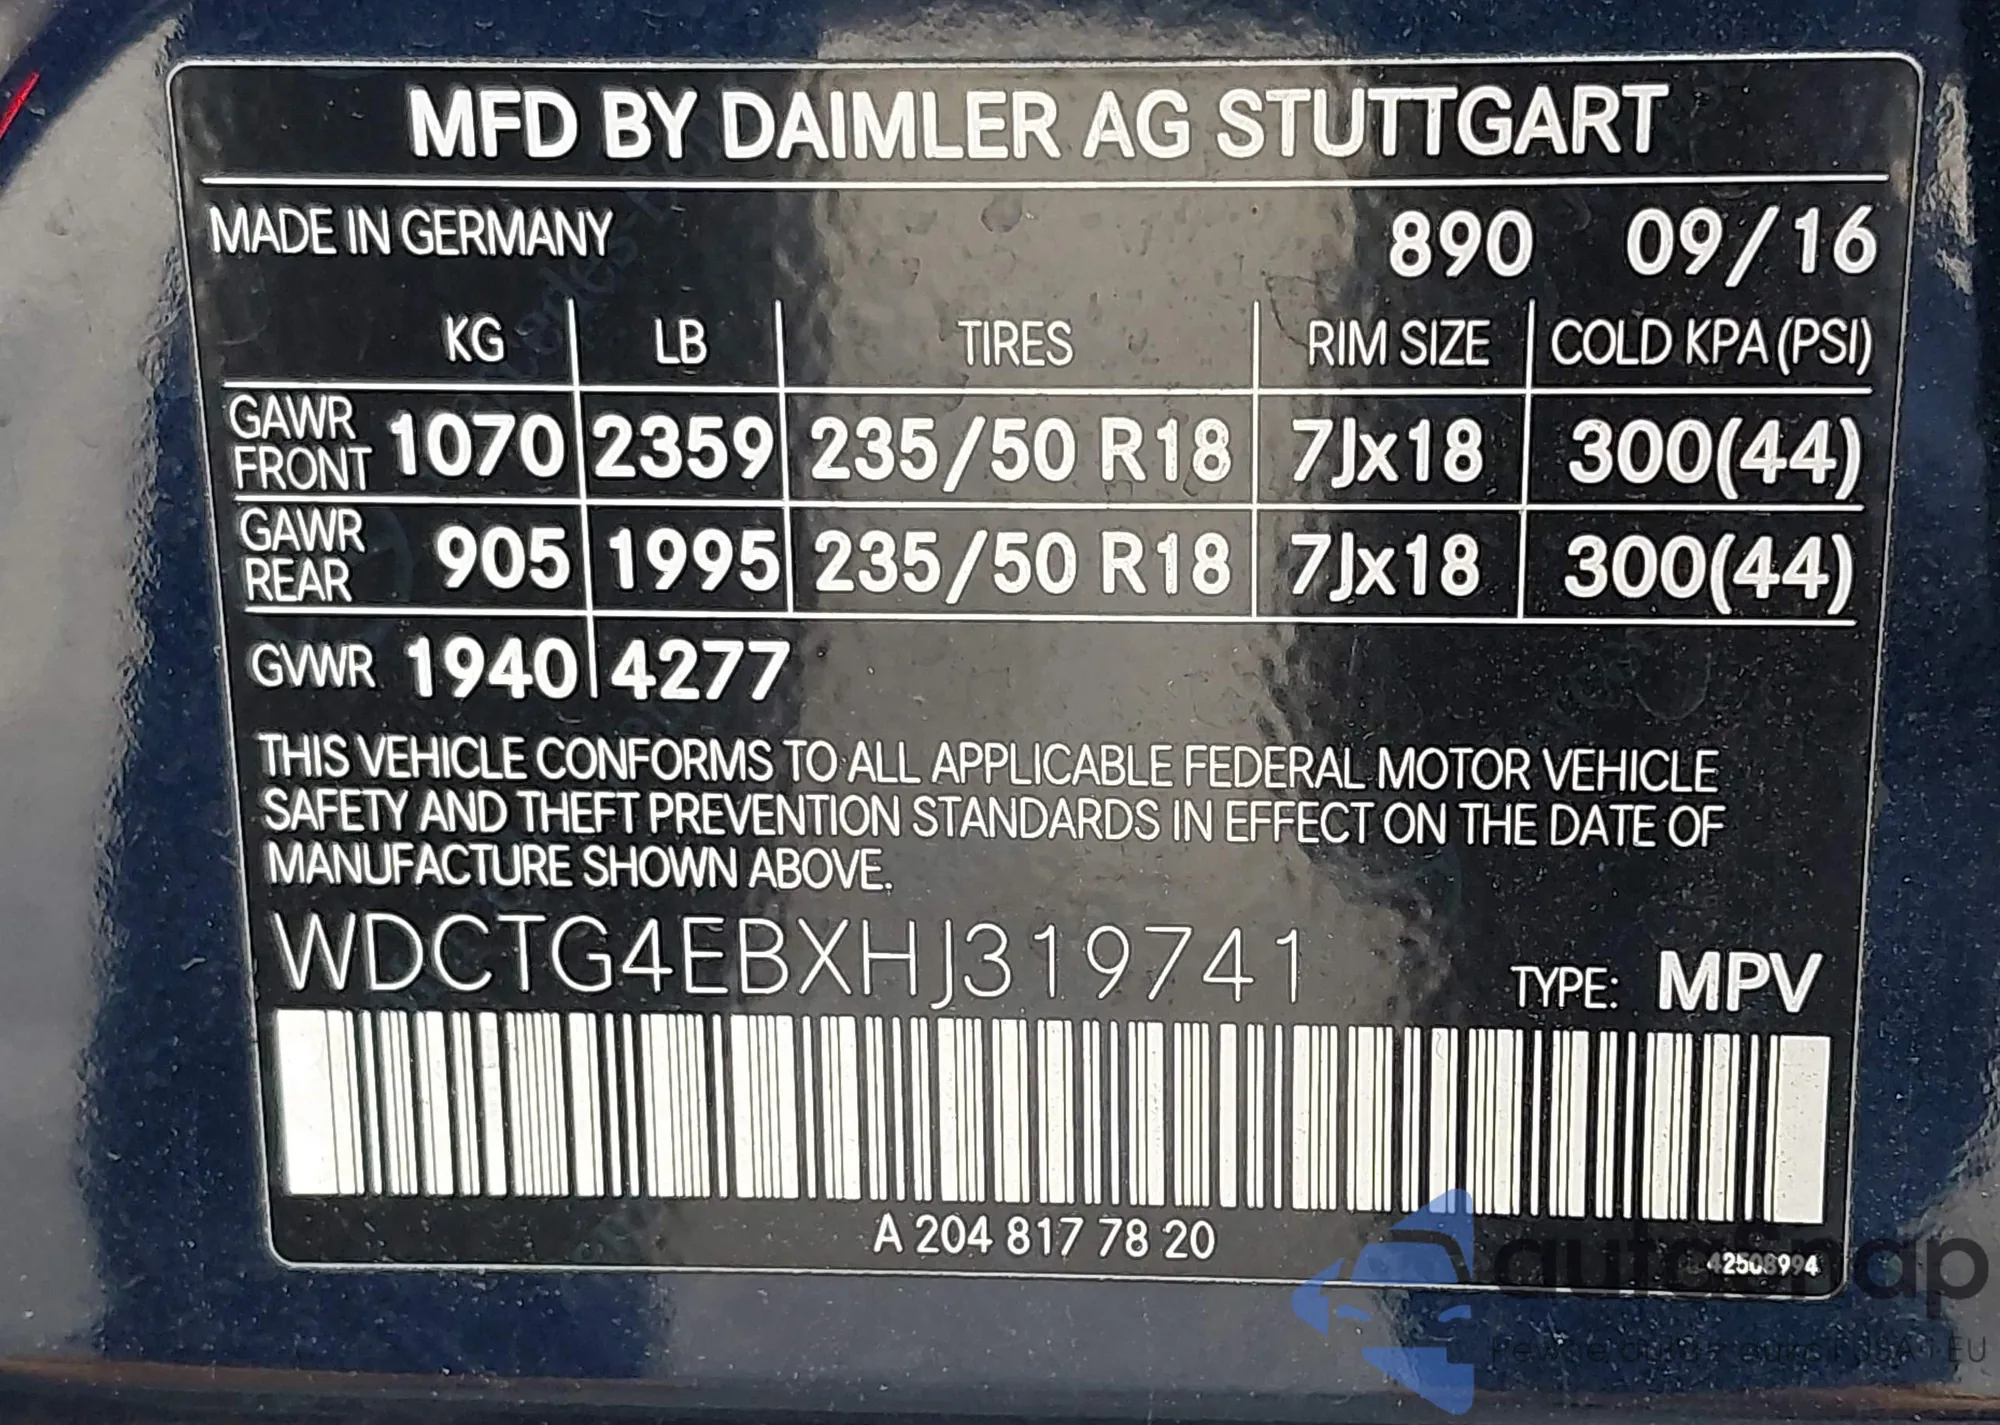 MFD BY DAIMLER AG STUTTGART
MADE IN GERMANY 890 09/16
KG LB TIRES RIM SIZE COLD KPA (PSI)
GAWR FRONT 1070 2359 235/50 R18 7Jx18 300(44)
GAWR REAR 905 1995 235/50 R18 7Jx18 300(44)
GVWR 1940 4277
THIS VEHICLE CONFORMS TO ALL APPLICABLE FEDERAL MOTOR VEHICLE
SAFETY AND THEFT PREVENTION STANDARDS IN EFFECT ON THE DATE OF
MANUFACTURE SHOWN ABOVE.
WDCTG4EBXHJ319741 TYPE: MPV
A 204 817 78 20
42508994
autosnap